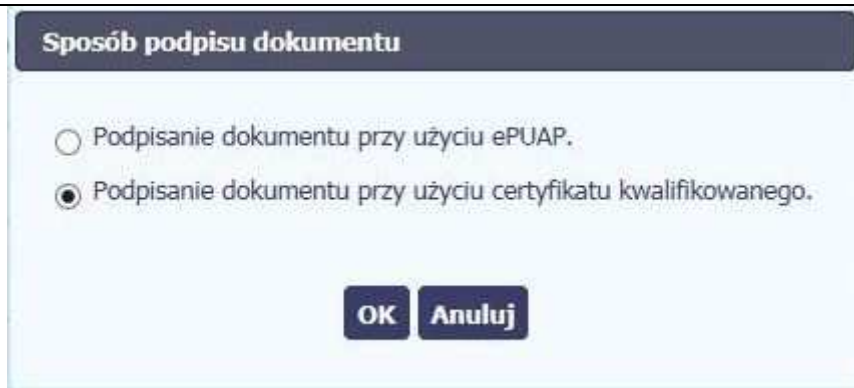 Sposób podpisu dokumentu
Podpisanie dokumentu przy użyciu ePUAP.
Podpisanie dokumentu przy użyciu certyfikatu kwalifikowanego.
OK Anuluj